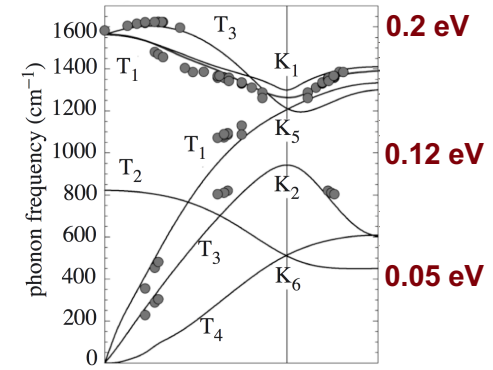 phonon frequency (cm⁻¹)
1600
1400
1200
1000
800
600
400
200
0
T₃
T₁
K₁
T₁
K₅
T₂
K₂
T₃
K₆
T₄
0.2 eV
0.12 eV
0.05 eV